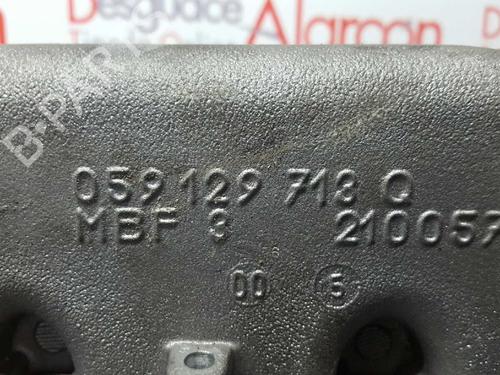 Desguace
Alarcon
B-PARTS
059 129 713 Q
MBF 3 210057
00 5